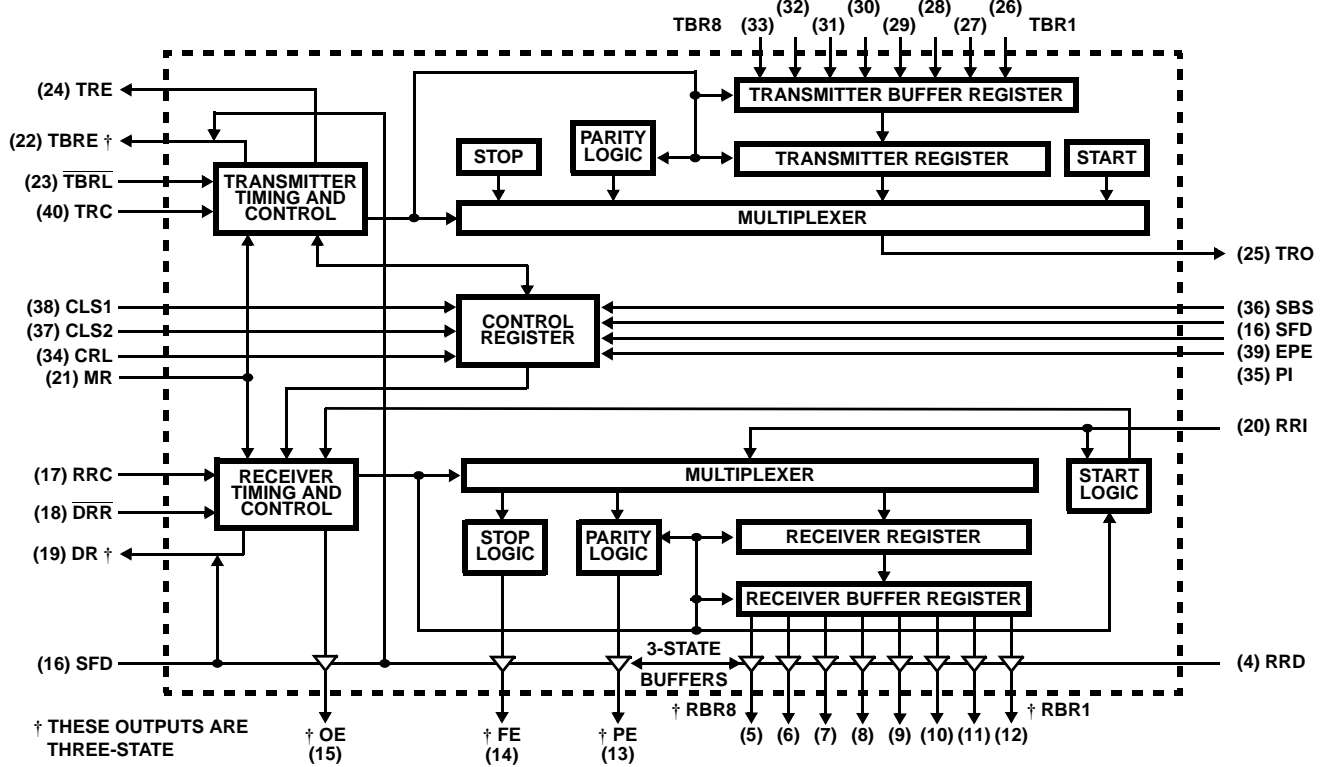 (32) (30) (28) (26)
TBR8 (33) (31) (29) (27) TBR1
(24) TRE
TRANSMITTER BUFFER REGISTER
(22) TBRE †
STOP
PARITY
LOGIC
TRANSMITTER REGISTER
START
(23) TBRL
(40) TRC
TRANSMITTER
TIMING AND
CONTROL
MULTIPLEXER
(25) TRO
(38) CLS1
(37) CLS2
(34) CRL
(21) MR
CONTROL
REGISTER
(36) SBS
(16) SFD
(39) EPE
(35) PI
(20) RRI
(17) RRC
(18) DRR
(19) DR †
RECEIVER
TIMING AND
CONTROL
MULTIPLEXER
START
LOGIC
STOP
LOGIC
PARITY
LOGIC
RECEIVER REGISTER
RECEIVER BUFFER REGISTER
(16) SFD
3-STATE
BUFFERS
(4) RRD
† RBR8
† RBR1
† THESE OUTPUTS ARE
THREE-STATE
† OE
(15)
† FE
(14)
† PE
(13)
(5) (6) (7) (8) (9) (10) (11) (12)